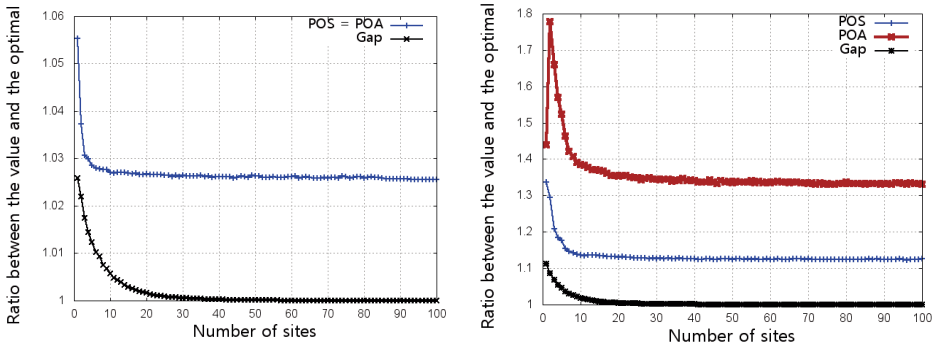 Ratio between the value and the optimal
1.06
1.05
1.04
1.03
1.02
1.01
1
POS = POA
Gap
0 10 20 30 40 50 60 70 80 90 100
Number of sites
Ratio between the value and the optimal
1.8
1.7
1.6
1.5
1.4
1.3
1.2
1.1
1
POS
POA
Gap
0 10 20 30 40 50 60 70 80 90 100
Number of sites